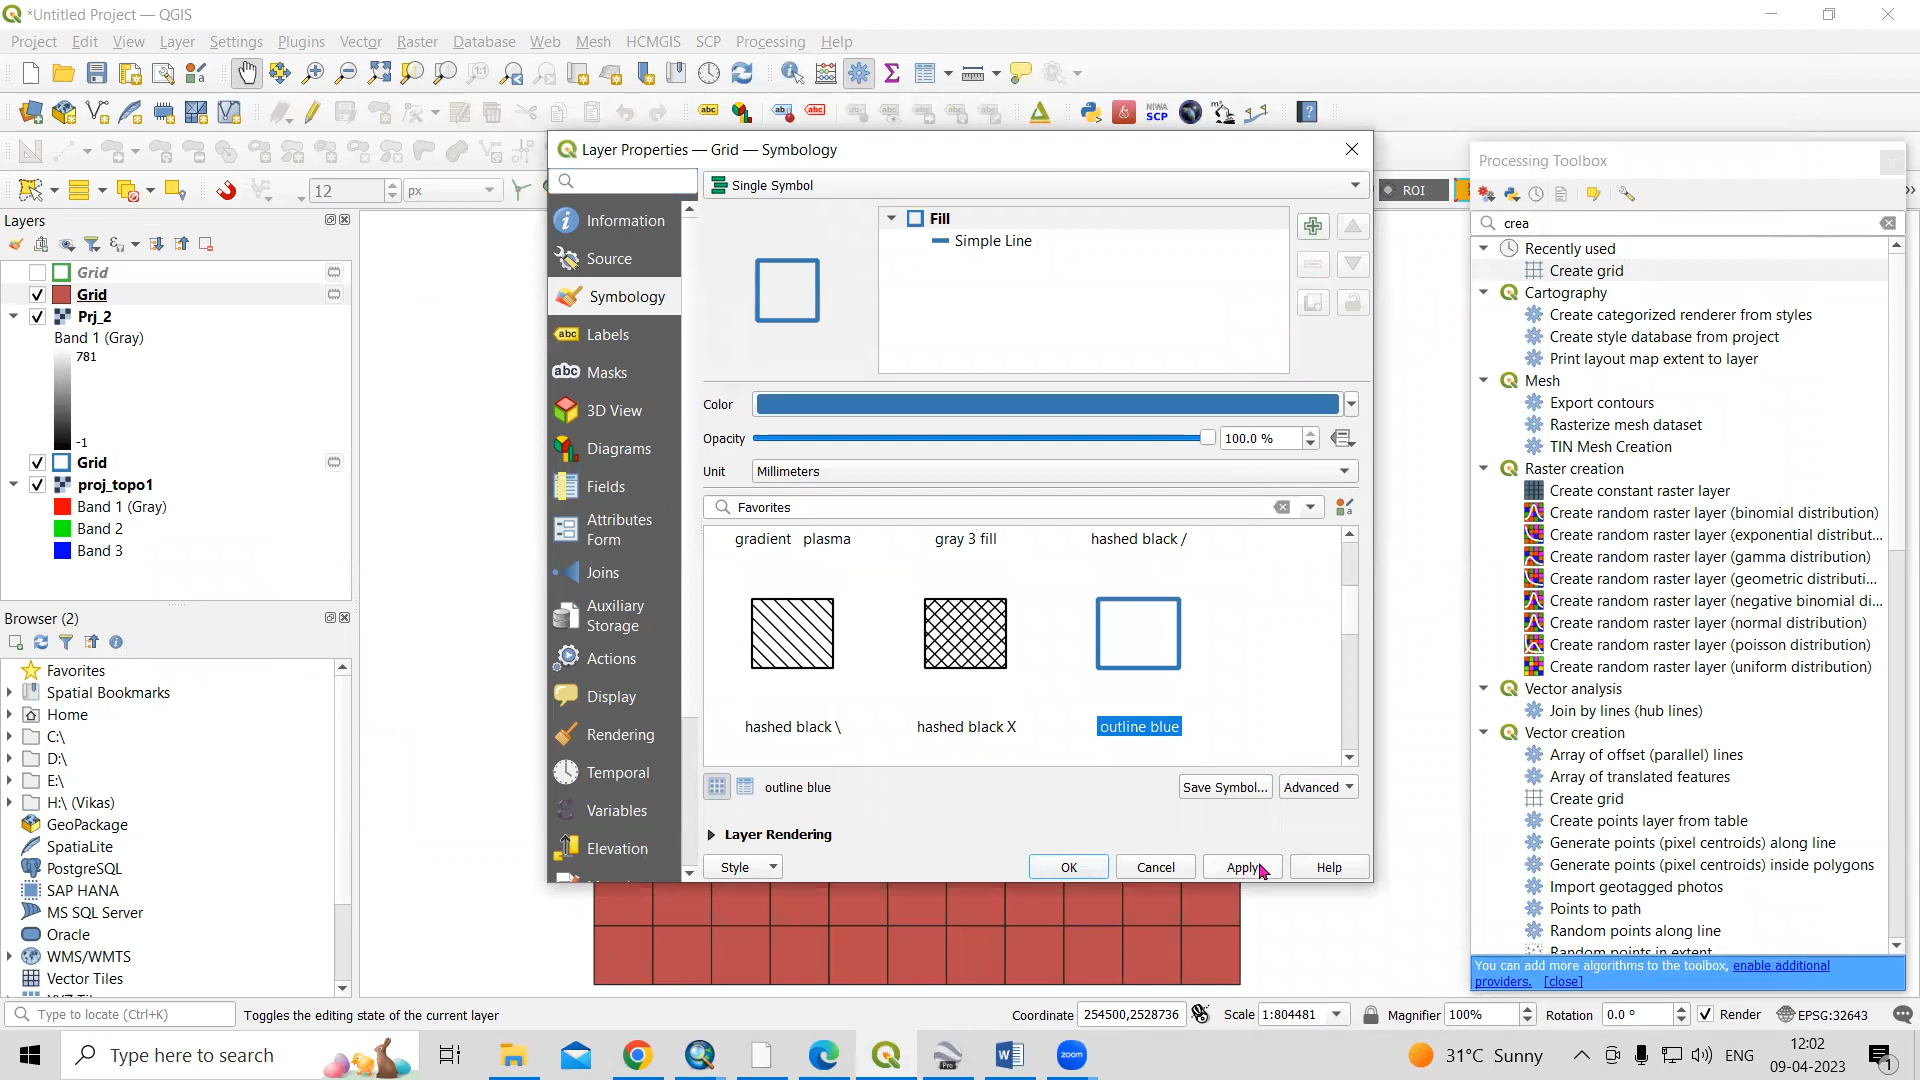 *Untitled Project — QGIS
Project Edit View Layer Settings Plugins Vector Raster Database Web Mesh HCMGIS SCP Processing Help
12 px
ROI
Layers
Grid
Grid
Prj_2
Band 1 (Gray)
781
-1
Grid
proj_topo1
Band 1 (Gray)
Band 2
Band 3
Browser (2)
Favorites
Spatial Bookmarks
Home
C:\
D:\
E:\
H:\ (Vikas)
GeoPackage
SpatiaLite
PostgreSQL
SAP HANA
MS SQL Server
Oracle
WMS/WMTS
Vector Tiles
Layer Properties — Grid — Symbology
Information
Source
Symbology
Labels
Masks
3D View
Diagrams
Fields
Attributes
Form
Joins
Auxiliary
Storage
Actions
Display
Rendering
Temporal
Variables
Elevation
Single Symbol
Fill
Simple Line
Color
Opacity 100.0 %
Unit Millimeters
Favorites
gradient plasma gray 3 fill hashed black /
hashed black \ hashed black X outline blue
outline blue Save Symbol... Advanced
Layer Rendering
Style OK Cancel Apply Help
Processing Toolbox
crea
Recently used
Create grid
Cartography
Create categorized renderer from styles
Create style database from project
Print layout map extent to layer
Mesh
Export contours
Rasterize mesh dataset
TIN Mesh Creation
Raster creation
Create constant raster layer
Create random raster layer (binomial distribution)
Create random raster layer (exponential distribut...
Create random raster layer (gamma distribution)
Create random raster layer (geometric distributi...
Create random raster layer (negative binomial di...
Create random raster layer (normal distribution)
Create random raster layer (poisson distribution)
Create random raster layer (uniform distribution)
Vector analysis
Join by lines (hub lines)
Vector creation
Array of offset (parallel) lines
Array of translated features
Create grid
Create points layer from table
Generate points (pixel centroids) along line
Generate points (pixel centroids) inside polygons
Import geotagged photos
Points to path
Random points along line
Random points in extent
You can add more algorithms to the toolbox, enable additional
providers. [close]
Type to locate (Ctrl+K) Toggles the editing state of the current layer Coordinate 254500,2528736 Scale 1:804481 Magnifier 100% Rotation 0.0 ° Render EPSG:32643
Type here to search 31°C Sunny ENG 12:02
09-04-2023